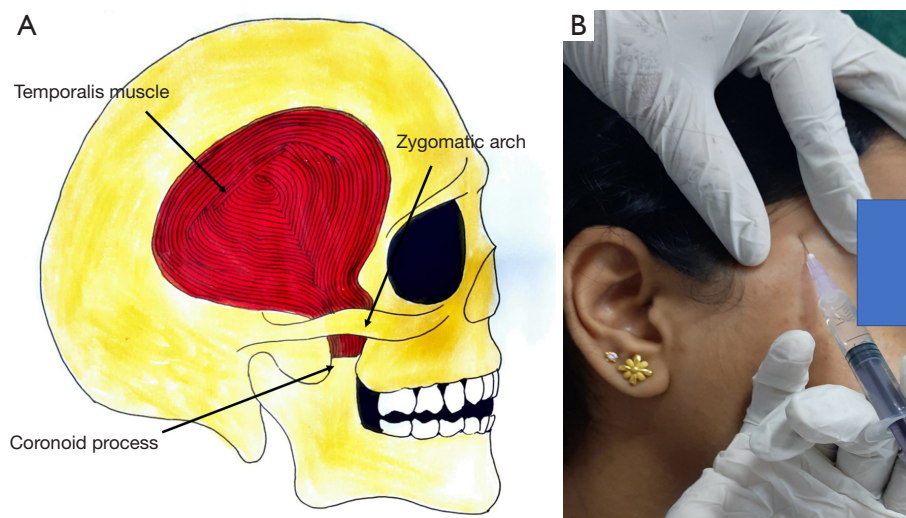 A
B
Temporalis muscle
Zygomatic arch
Coronoid process